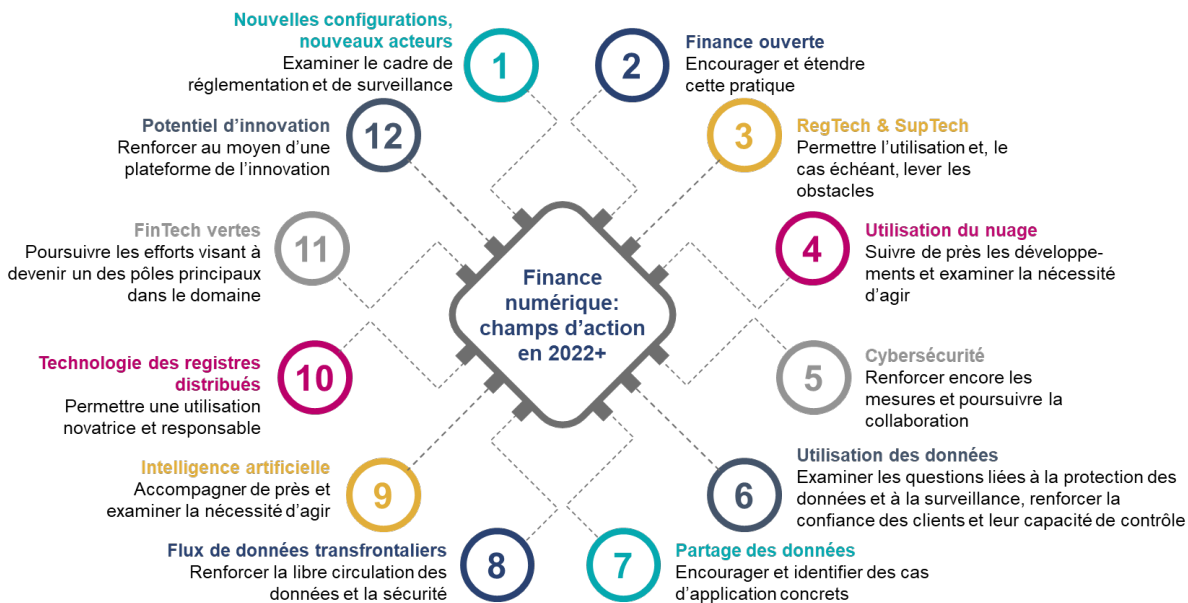 Nouvelles configurations,
nouveaux acteurs
Examiner le cadre de
réglementation et de surveillance
1
2
Finance ouverte
Encourager et étendre
cette pratique
3
RegTech & SupTech
Permettre l’utilisation et, le
cas échéant, lever les
obstacles
4
Utilisation du nuage
Suivre de près les développe-
ments et examiner la nécessité
d’agir
5
Cybersécurité
Renforcer encore les
mesures et poursuivre la
collaboration
6
Utilisation des données
Examiner les questions liées à la protection des
données et à la surveillance, renforcer la
confiance des clients et leur capacité de contrôle
7
Partage des données
Encourager et identifier des cas
d’application concrets
8
Flux de données transfrontaliers
Renforcer la libre circulation des
données et la sécurité
9
Intelligence artificielle
Accompagner de près et
examiner la nécessité d’agir
10
Technologie des registres
distribués
Permettre une utilisation
novatrice et responsable
11
FinTech vertes
Poursuivre les efforts visant à
devenir un des pôles principaux
dans le domaine
12
Potentiel d’innovation
Renforcer au moyen d’une
plateforme de l’innovation
Finance
numérique:
champs d’action
en 2022+